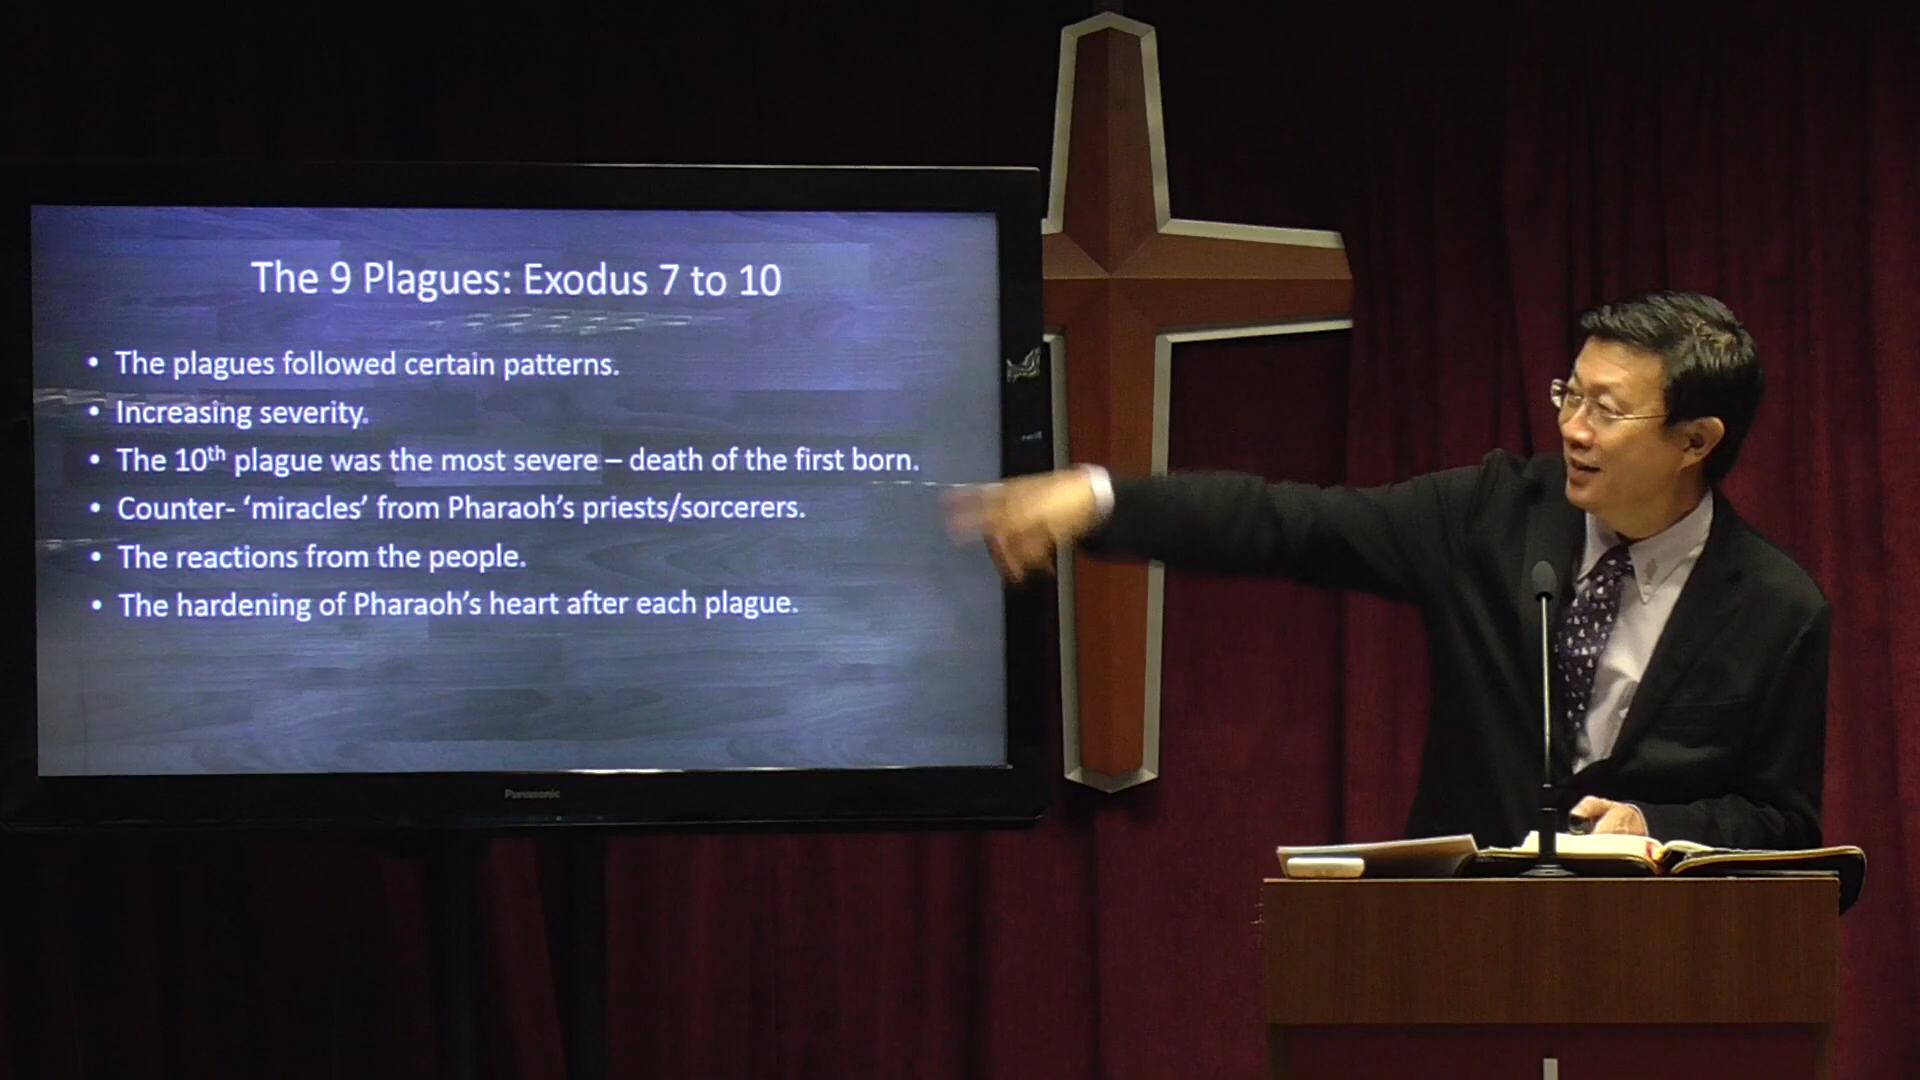 The 9 Plagues: Exodus 7 to 10
• The plagues followed certain patterns.
• Increasing severity.
• The 10th plague was the most severe – death of the first born.
• Counter- ‘miracles’ from Pharaoh’s priests/sorcerers.
• The reactions from the people.
• The hardening of Pharaoh’s heart after each plague.
Panasonic